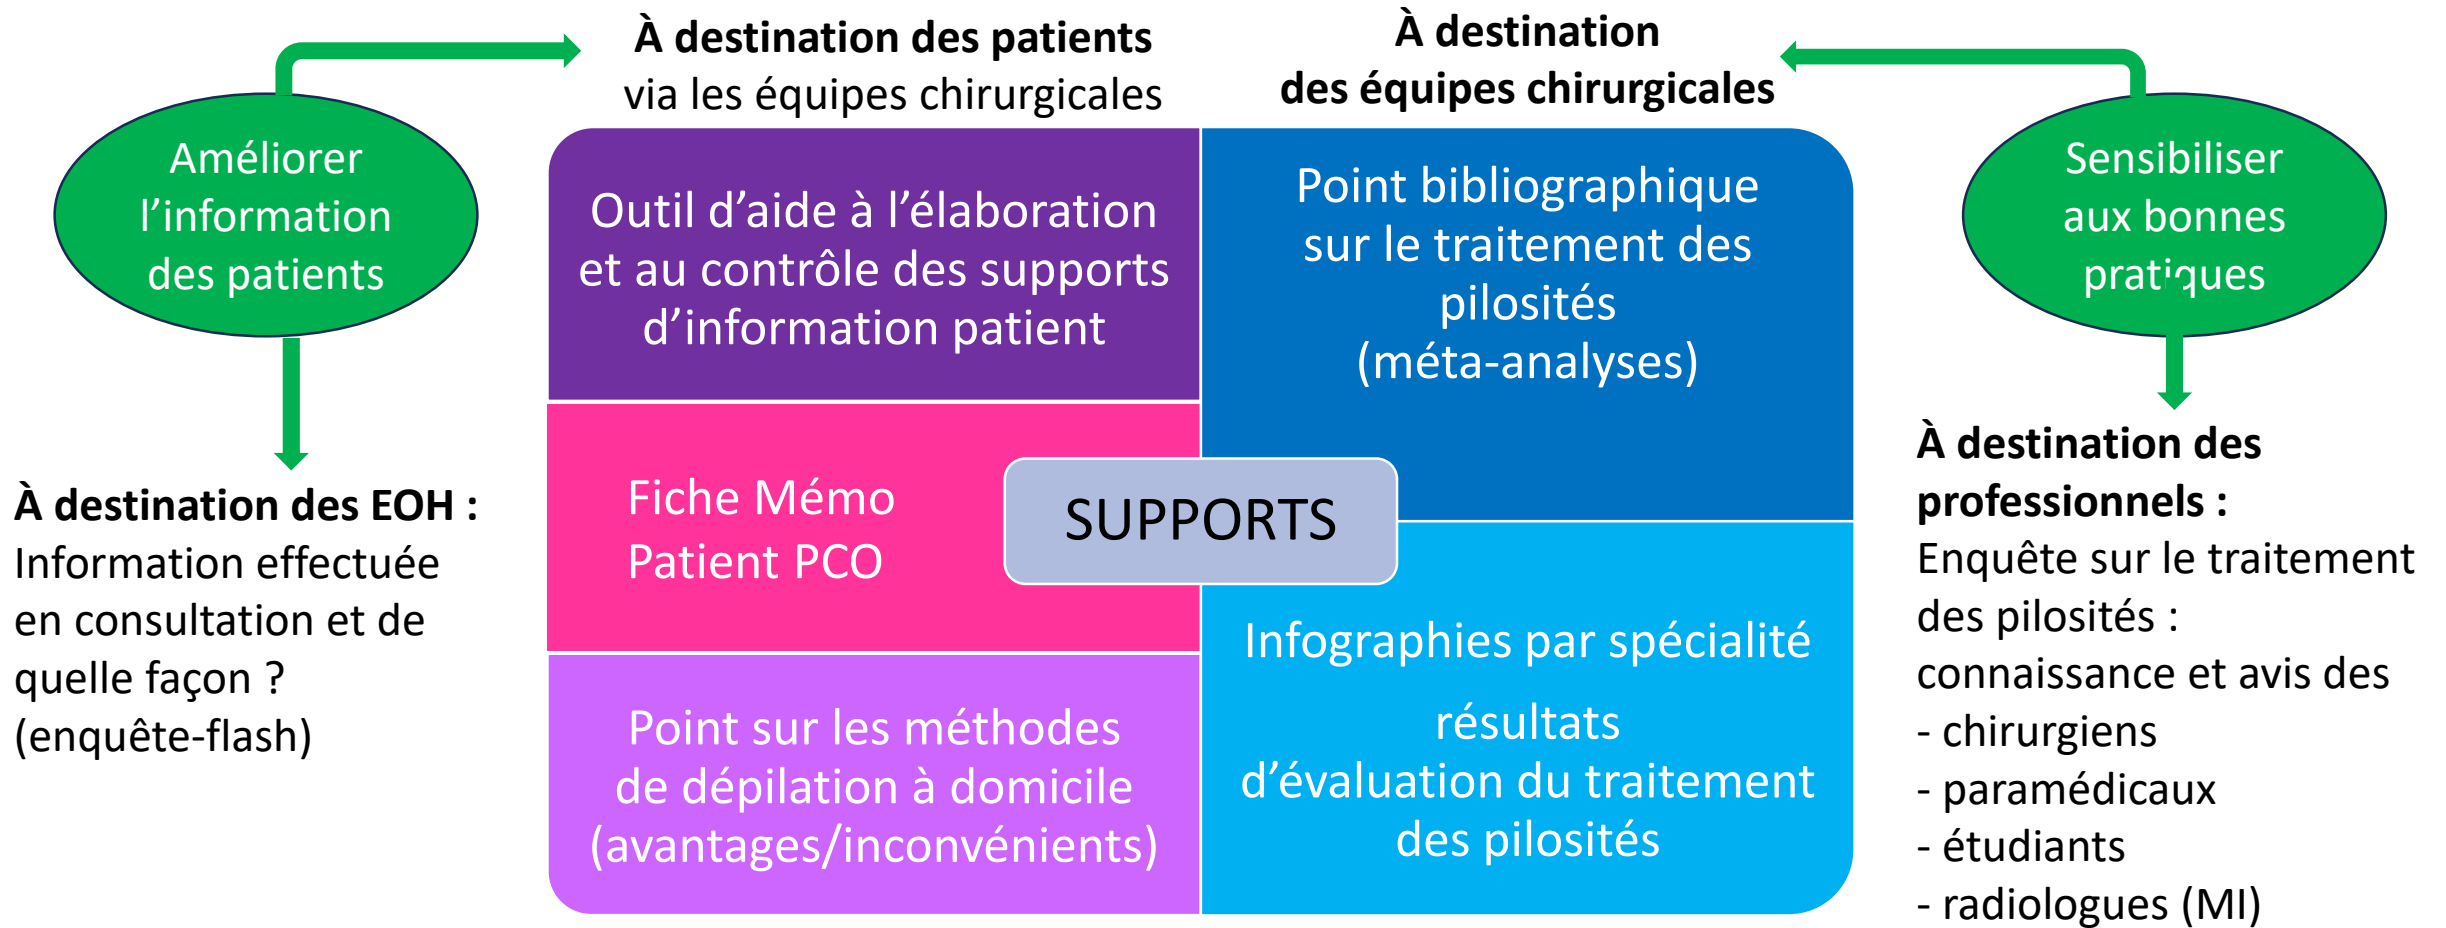 À destination des patients
via les équipes chirurgicales
À destination
des équipes chirurgicales
Améliorer
l’information
des patients
Sensibiliser
aux bonnes
pratiques
Outil d’aide à l’élaboration
et au contrôle des supports
d’information patient
Point bibliographique
sur le traitement des
pilosités
(méta-analyses)
Fiche Mémo
Patient PCO
SUPPORTS
Point sur les méthodes
de dépilation à domicile
(avantages/inconvénients)
Infographies par spécialité
résultats
d’évaluation du traitement
des pilosités
À destination des EOH :
Information effectuée
en consultation et de
quelle façon ?
(enquête-flash)
À destination des
professionnels :
Enquête sur le traitement
des pilosités :
connaissance et avis des
- chirurgiens
- paramédicaux
- étudiants
- radiologues (MI)